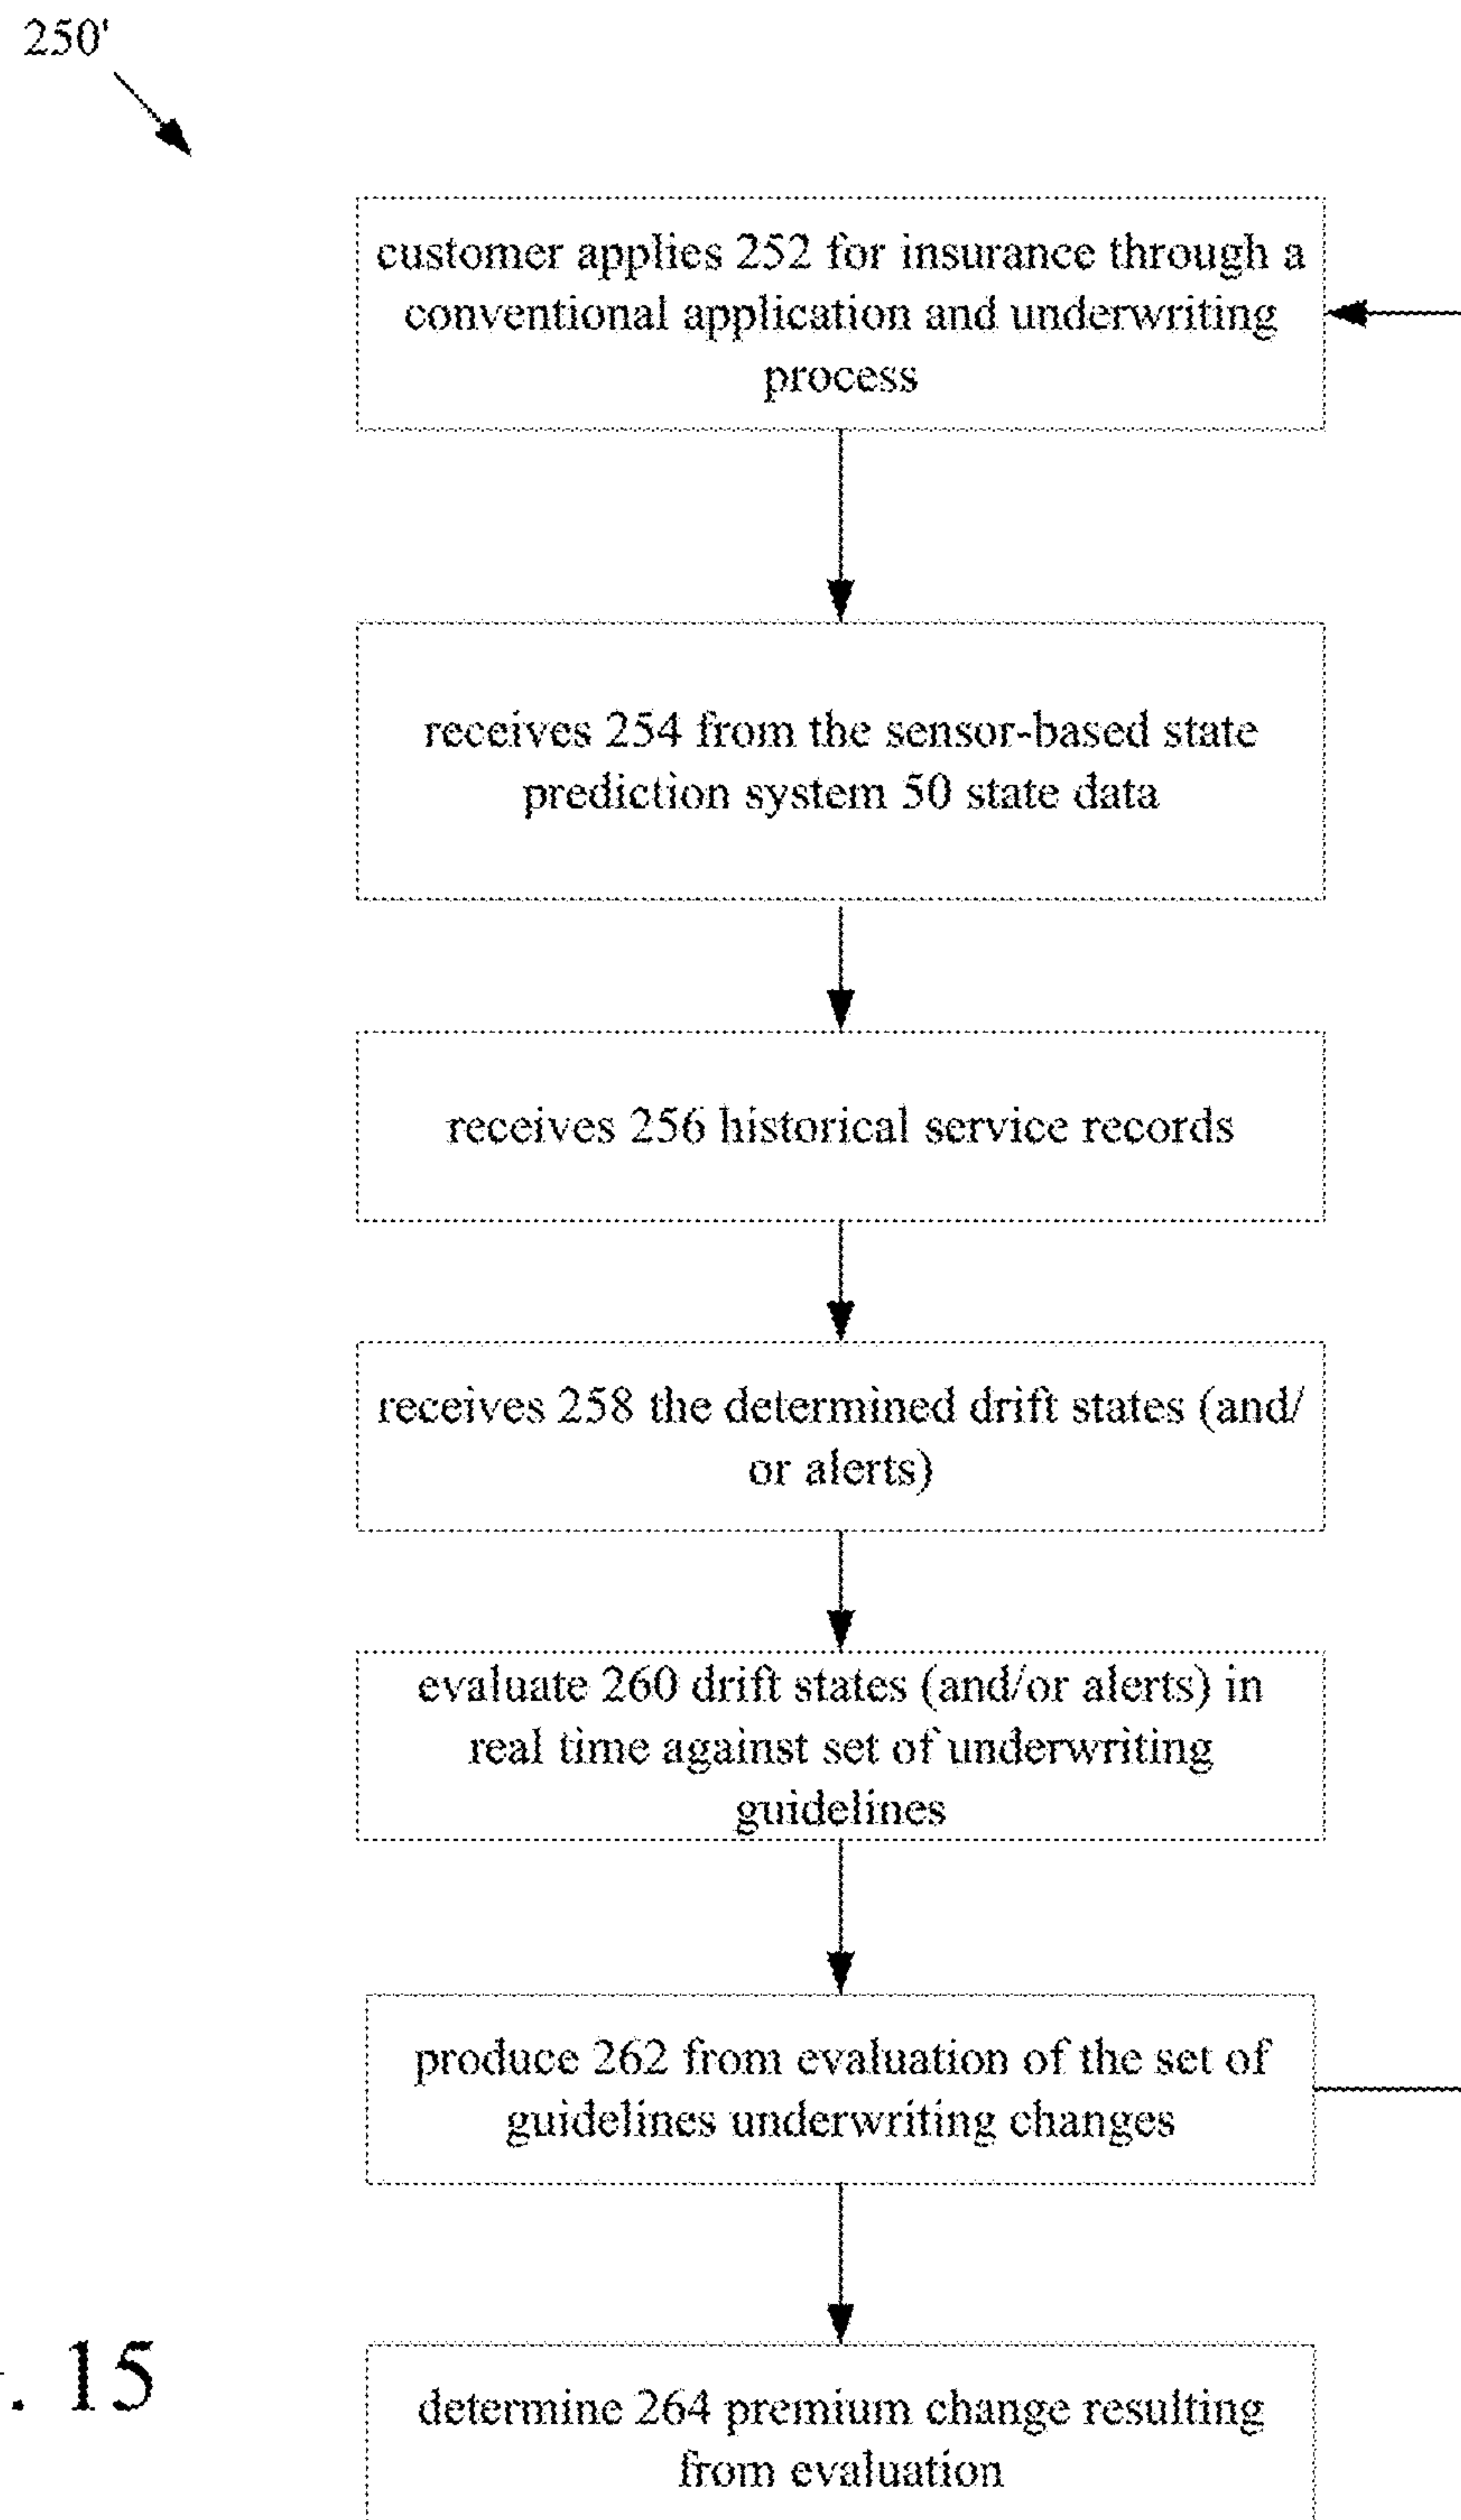 250'
customer applies 252 for insurance through a
conventional application and underwriting
process
receives 254 from the sensor-based state
prediction system 50 state data
receives 256 historical service records
receives 258 the determined drift states (and/
or alerts)
evaluate 260 drift states (and/or alerts) in
real time against set of underwriting
guidelines
produce 262 from evaluation of the set of
guidelines underwriting changes
. 15
determine 264 premium change resulting
from evaluation